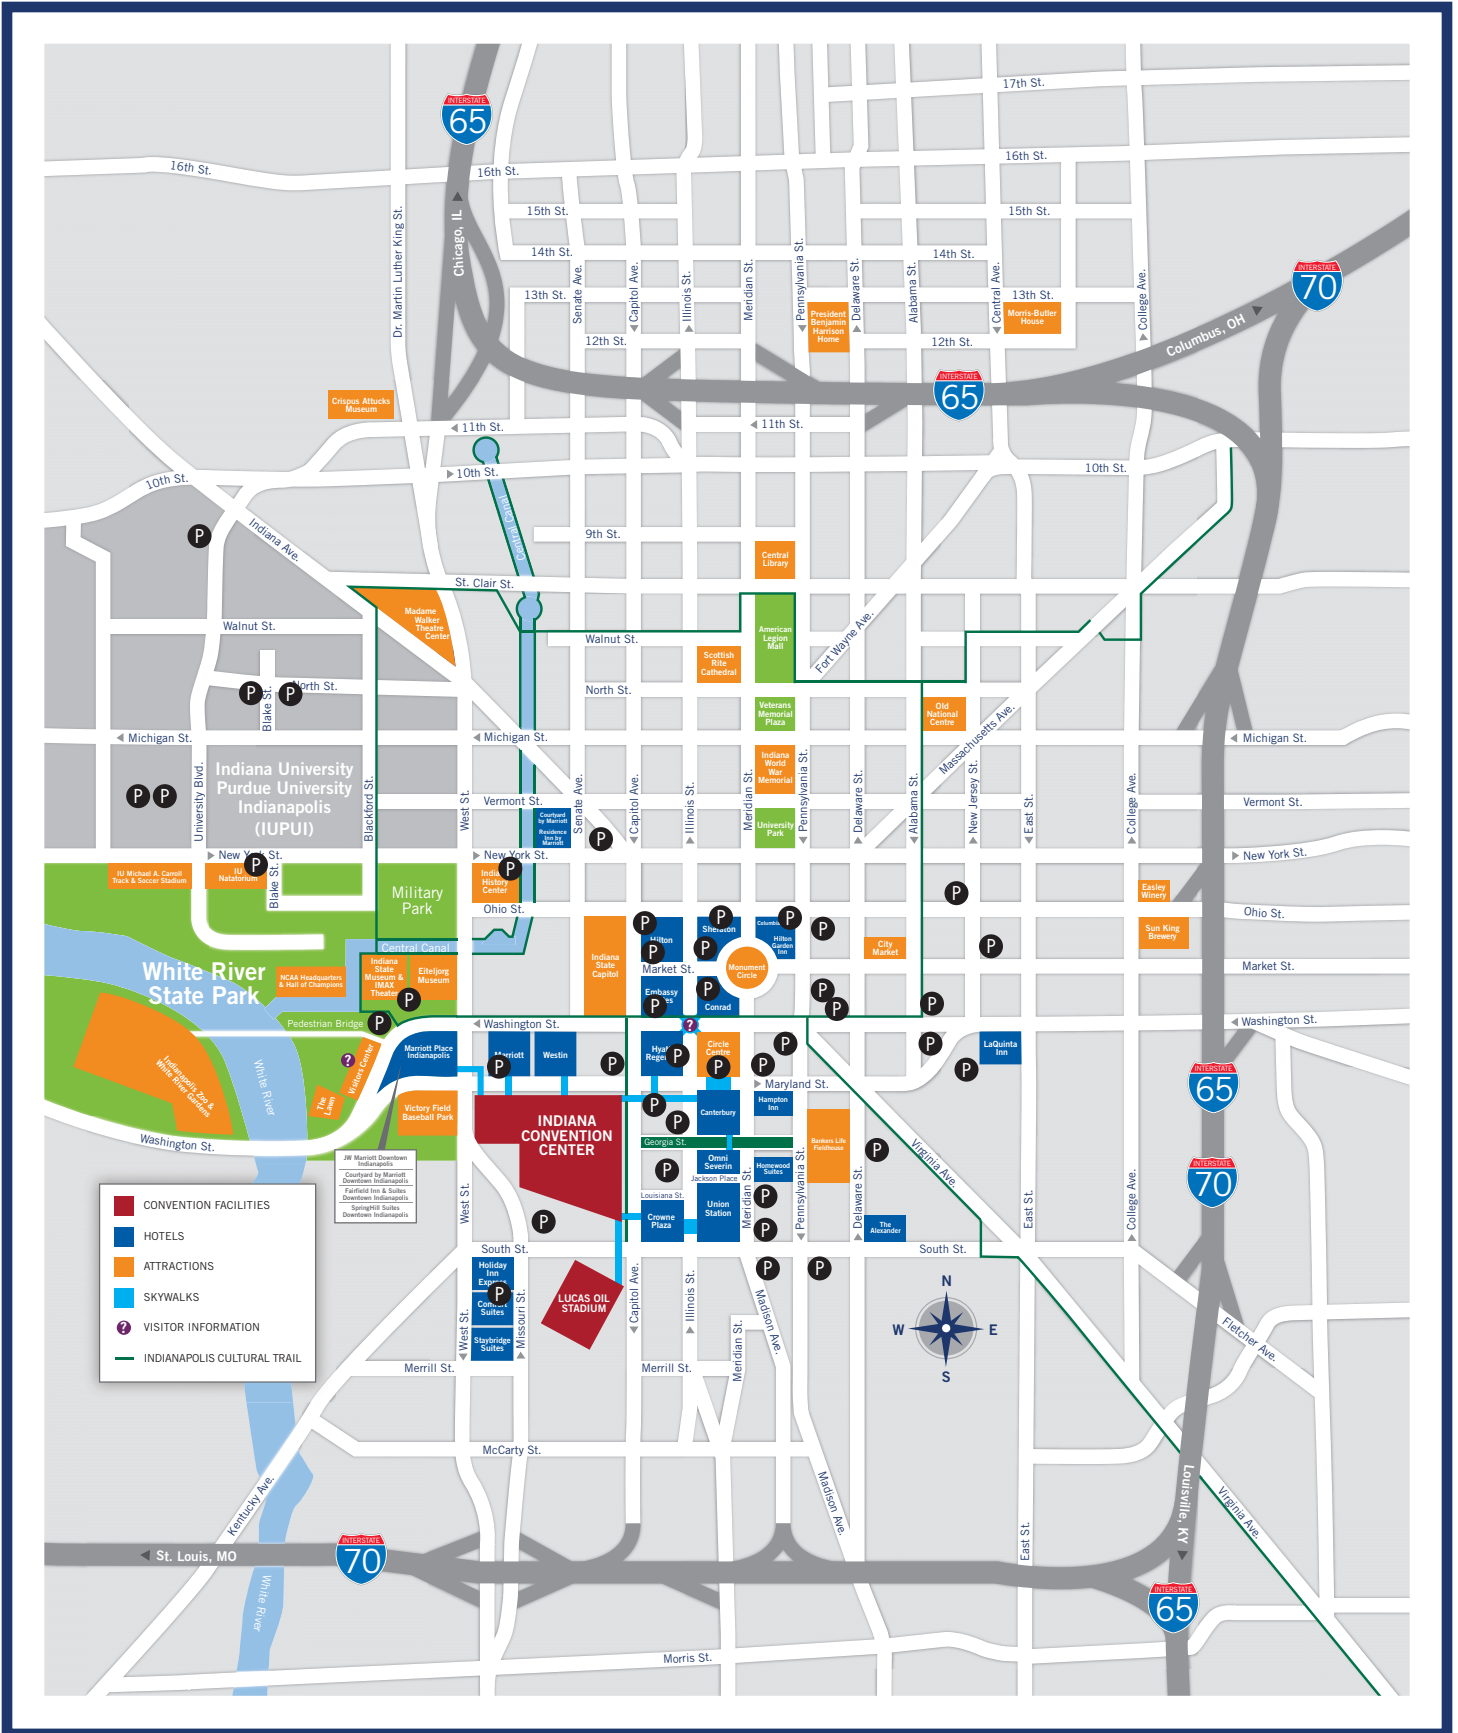 17th St.
INTERSTATE
65
16th St.
16th St.
16th St.
Dr. Martin Luther King St.
Chicago, IL
15th St.
15th St.
14th St.
14th St.
Senate Ave.
Capitol Ave.
Illinois St.
Meridian St.
Pennsylvania St.
Delaware St.
Alabama St.
Central Ave.
College Ave.
INTERSTATE
70
13th St.
13th St.
President
Benjamin
Harrison
Home
Morris-Butler
House
12th St.
12th St.
Columbus, OH
INTERSTATE
65
Crispus Attucks
Museum
11th St.
11th St.
10th St.
10th St.
10th St.
Central Canal
Indiana Ave.
P
9th St.
Central
Library
St. Clair St.
Madame
Walker
Theatre
Center
Walnut St.
Walnut St.
American
Legion
Mall
Fort Wayne Ave.
Scottish
Rite
Cathedral
P
P
North St.
North St.
Blake St.
Veterans
Memorial
Plaza
Old
National
Centre
Massachusetts Ave.
Michigan St.
Michigan St.
Michigan St.
Indiana University
Purdue University
Indianapolis
(IUPUI)
Indiana
World
War
Memorial
P
P
University Blvd.
Blackford St.
West St.
Senate Ave.
Capitol Ave.
Illinois St.
Meridian St.
Pennsylvania St.
Delaware St.
Alabama St.
New Jersey St.
East St.
College Ave.
Vermont St.
Vermont St.
Courtyard
by Marriott
Residence
Inn by
Marriott
University
Park
P
New York St.
New York St.
New York St.
P
P
IU Michael A. Carroll
Track & Soccer Stadium
IU
Natatorium
Blake St.
Military
Park
History
Center
Easley
Winery
P
Ohio St.
Ohio St.
Sun King
Brewery
P
P
P
P
P
P
P
Hilton
Sheraton
Hilton
Garden
Inn
City
Market
Central Canal
Indiana
State
Capitol
Market St.
Market St.
Monument
Circle
White River
State Park
NCAA Headquarters
& Hall of Champions
Indiana
State
Museum &
IMAX
Theater
Eiteljorg
Museum
P
Embassy
P
P
Conrad
P
P
P
Pedestrian Bridge
P
Washington St.
Washington St.
?
?
Marriott Place
Indianapolis
Marriott
P
Westin
P
P
Circle
Centre
P
P
P
P
P
LaQuinta
Inn
Indianapolis Zoo &
White River Gardens
White River
Visitors Center
The
Lawn
Maryland St.
Victory Field
Baseball Park
INDIANA
CONVENTION
CENTER
P
P
Canterbury
Hampton
Inn
Bankers Life
Fieldhouse
P
INTERSTATE
65
Washington St.
Georgia St.
Virginia Ave.
JW Marriott Downtown
Indianapolis
Courtyard by Marriott
Downtown Indianapolis
Fairfield Inn & Suites
Downtown Indianapolis
SpringHill Suites
Downtown Indianapolis
P
Omni
Severin
Homewood
Suites
Jackson Place
INTERSTATE
70
Louisiana St.
P
P
Crowne
Plaza
Union
Station
Meridian St.
Pennsylvania St.
Delaware St.
The
Alexander
East St.
College Ave.
West St.
P
CONVENTION FACILITIES
HOTELS
ATTRACTIONS
SKYWALKS
? VISITOR INFORMATION
INDIANAPOLIS CULTURAL TRAIL
South St.
South St.
P
P
Holiday
Inn
Express
P
Comfort
Suites
Staybridge
Suites
LUCAS OIL
STADIUM
West St.
Missouri St.
Capitol Ave.
Illinois St.
Meridian St.
Madison Ave.
N
W
E
S
Fletcher Ave.
Merrill St.
Merrill St.
McCarty St.
Kentucky Ave.
Madison Ave.
Louisville, KY
Virginia Ave.
East St.
St. Louis, MO
INTERSTATE
70
White River
INTERSTATE
65
Morris St.